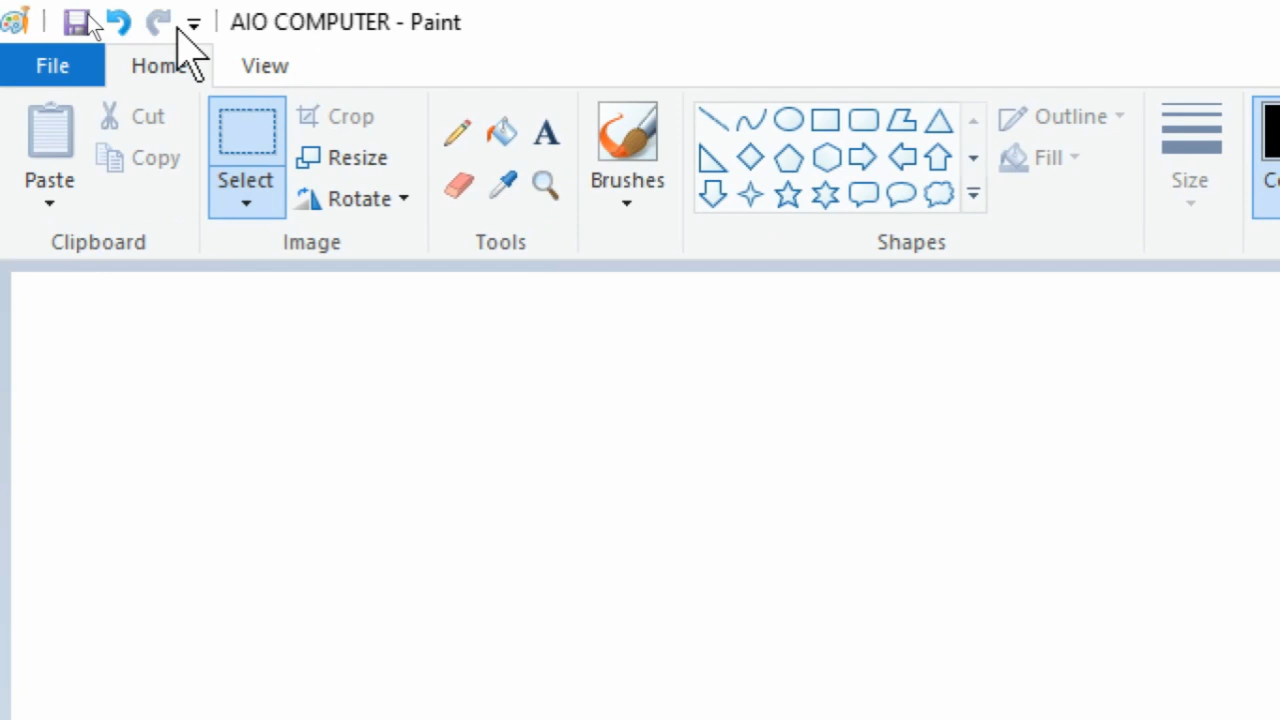 AIO COMPUTER - Paint
File Home View
Paste Cut Copy
Select Crop Resize Rotate
A
Brushes
Outline Fill
Size
Clipboard Image Tools Shapes